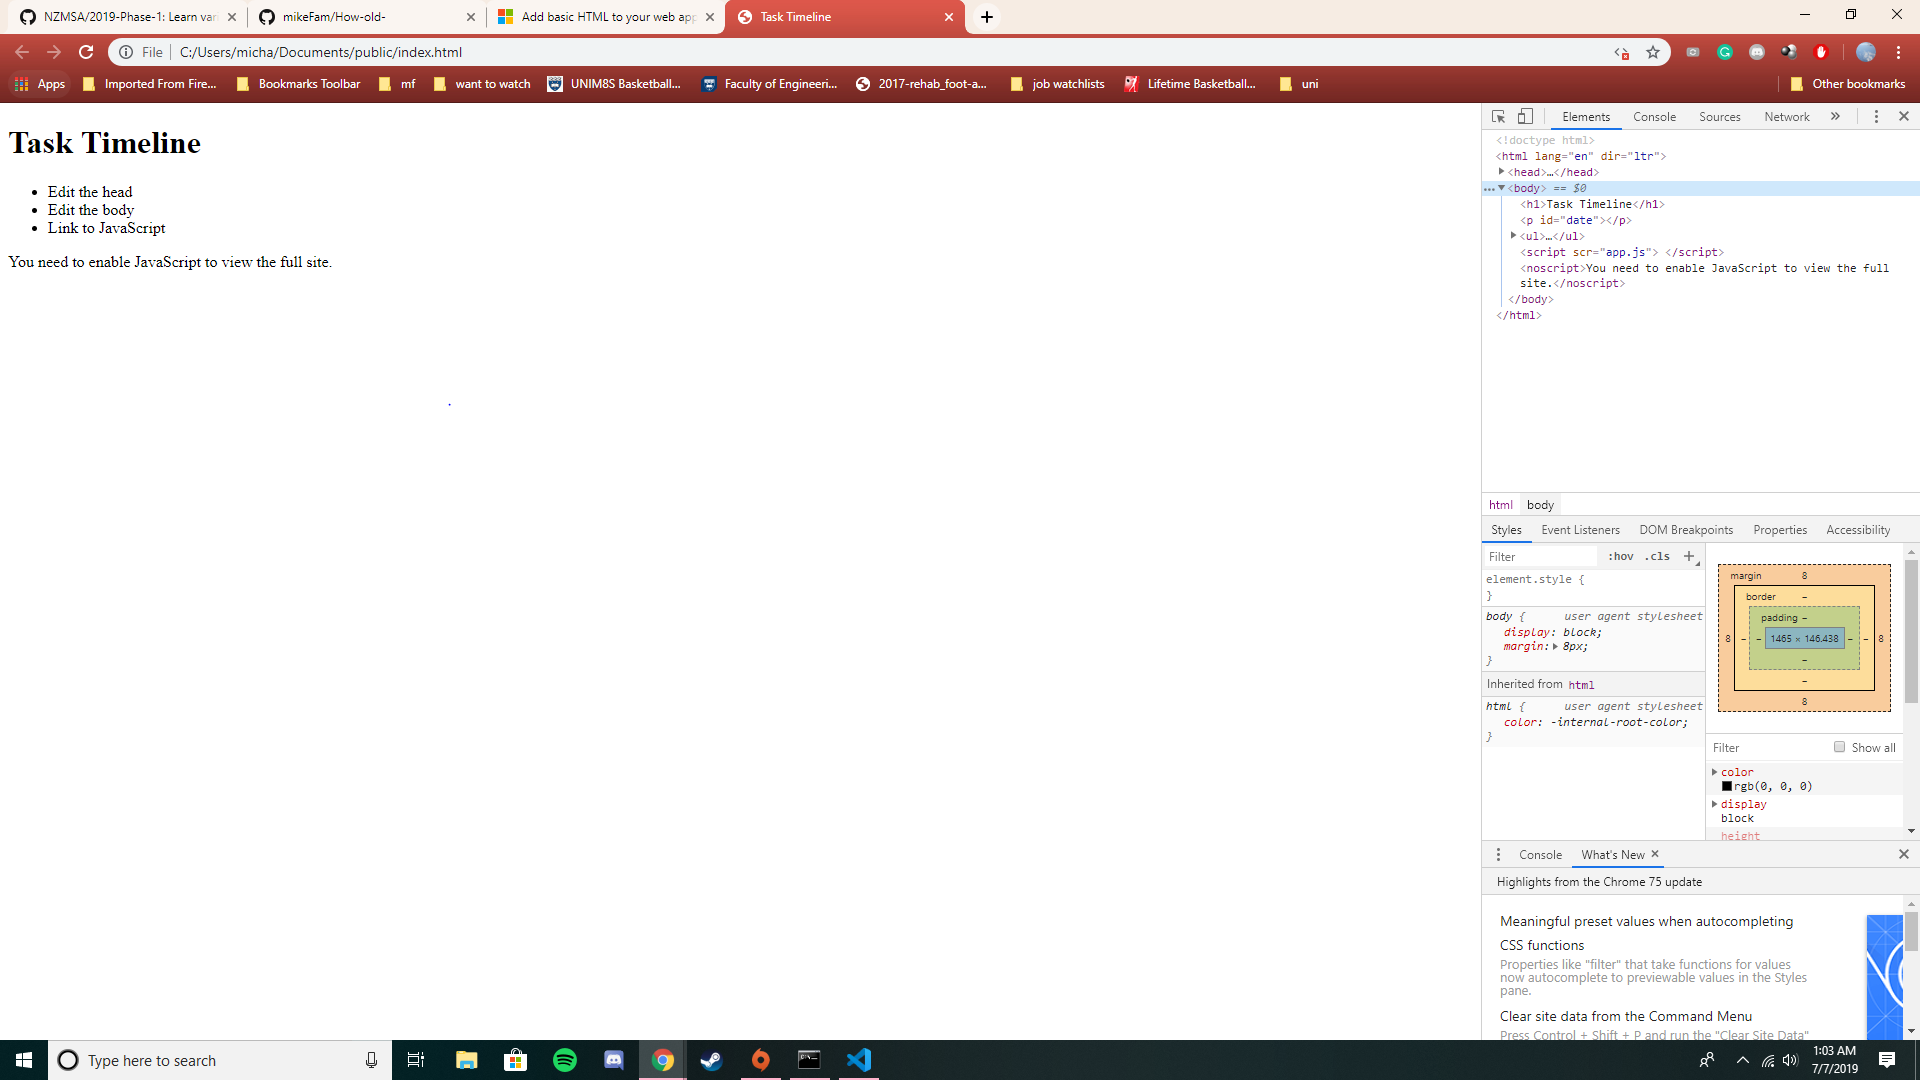 NZMSA/2019-Phase-1: Learn var
mikeFam/How-old-
Add basic HTML to your web app
Task Timeline
File
C:/Users/micha/Documents/public/index.html
Apps
Imported From Fire...
Bookmarks Toolbar
mf
want to watch
UNIM8S Basketball...
Faculty of Engineeri...
2017-rehab_foot-a...
job watchlists
Lifetime Basketball...
uni
Other bookmarks
Task Timeline
Edit the head
Edit the body
Link to JavaScript
You need to enable JavaScript to view the full site.
Elements
Console
Sources
Network
<!doctype html>
<html lang="en" dir="ltr">
<head>…</head>
<body> == $0
<h1>Task Timeline</h1>
<p id="date"></p>
<ul>…</ul>
<script scr="app.js"> </script>
<noscript>You need to enable JavaScript to view the full
site.</noscript>
</body>
</html>
html
body
Styles
Event Listeners
DOM Breakpoints
Properties
Accessibility
Filter
:hov
.cls
element.style {
}
body {
user agent stylesheet
display: block;
margin: 8px;
}
Inherited from html
html {
user agent stylesheet
color: -internal-root-color;
}
margin
8
border
–
padding
–
8
–
–
1465 × 146.438
–
–
8
–
–
8
Filter
Show all
color
rgb(0, 0, 0)
display
block
height
Console
What's New
Highlights from the Chrome 75 update
Meaningful preset values when autocompleting
CSS functions
Properties like "filter" that take functions for values
now autocomplete to previewable values in the Styles
pane.
Clear site data from the Command Menu
Press Control + Shift + P and run the "Clear Site Data"
Type here to search
1:03 AM
7/7/2019